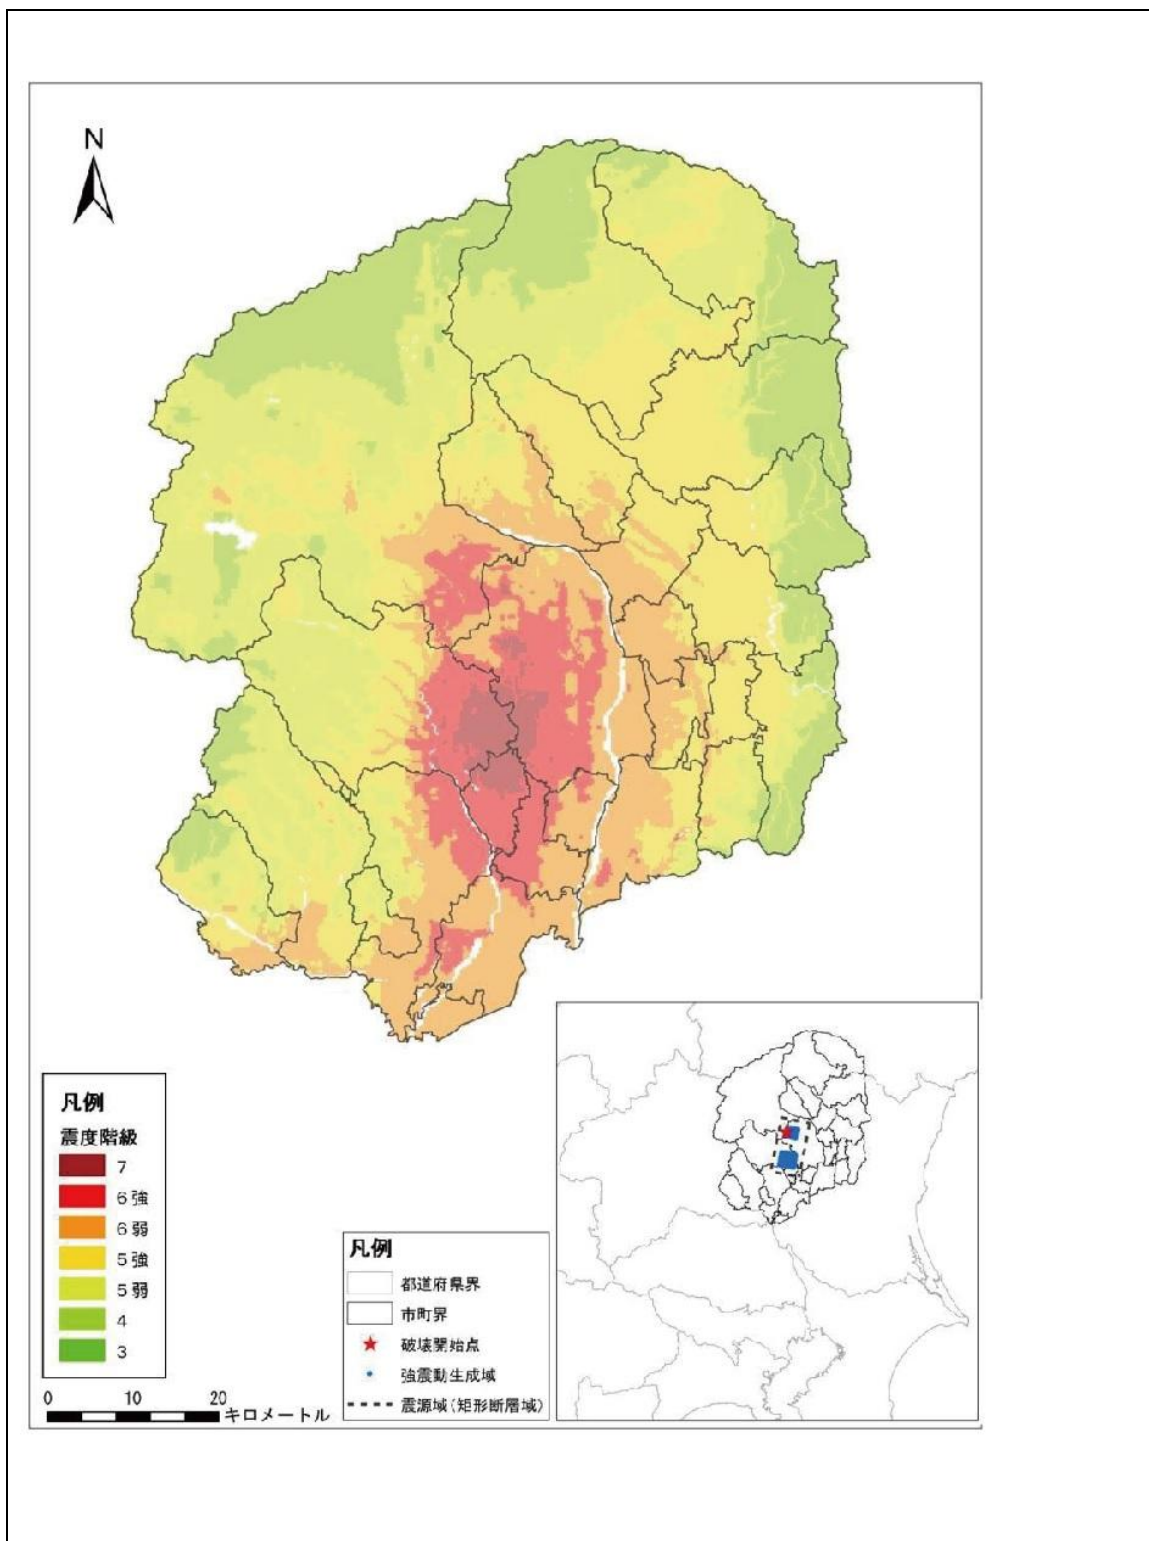 N
凡例
震度階級
7
6強
6弱
5強
5弱
4
3
0 10 20
キロメートル
凡例
都道府県界
市町界
破壊開始点
強震動生成域
震源域(矩形断層域)